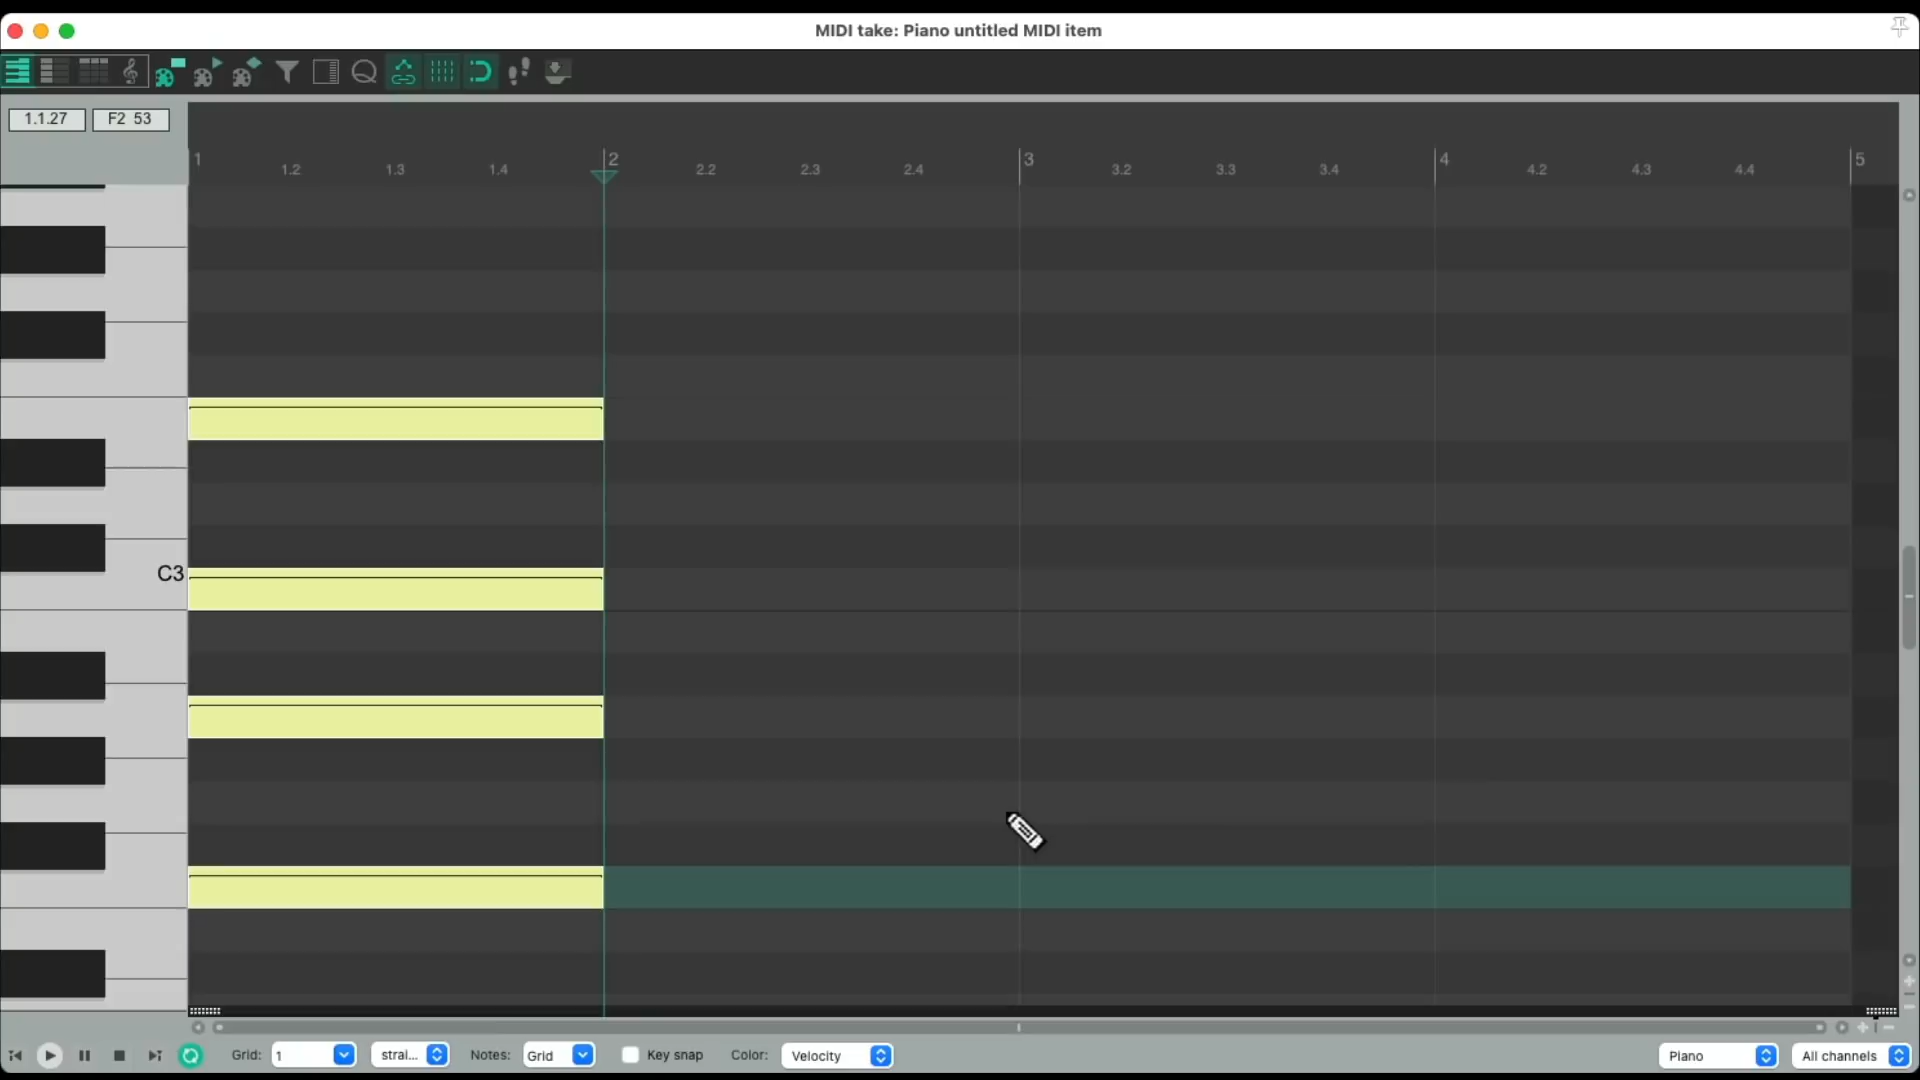 MIDI take: Piano untitled MIDI item
1.1.27 F2 53
1 1.2 1.3 1.4 2 2.2 2.3 2.4 3 3.2 3.3 3.4 4 4.2 4.3 4.4 5
C3
Grid: 1 strai... Notes: Grid Key snap Color: Velocity Piano All channels